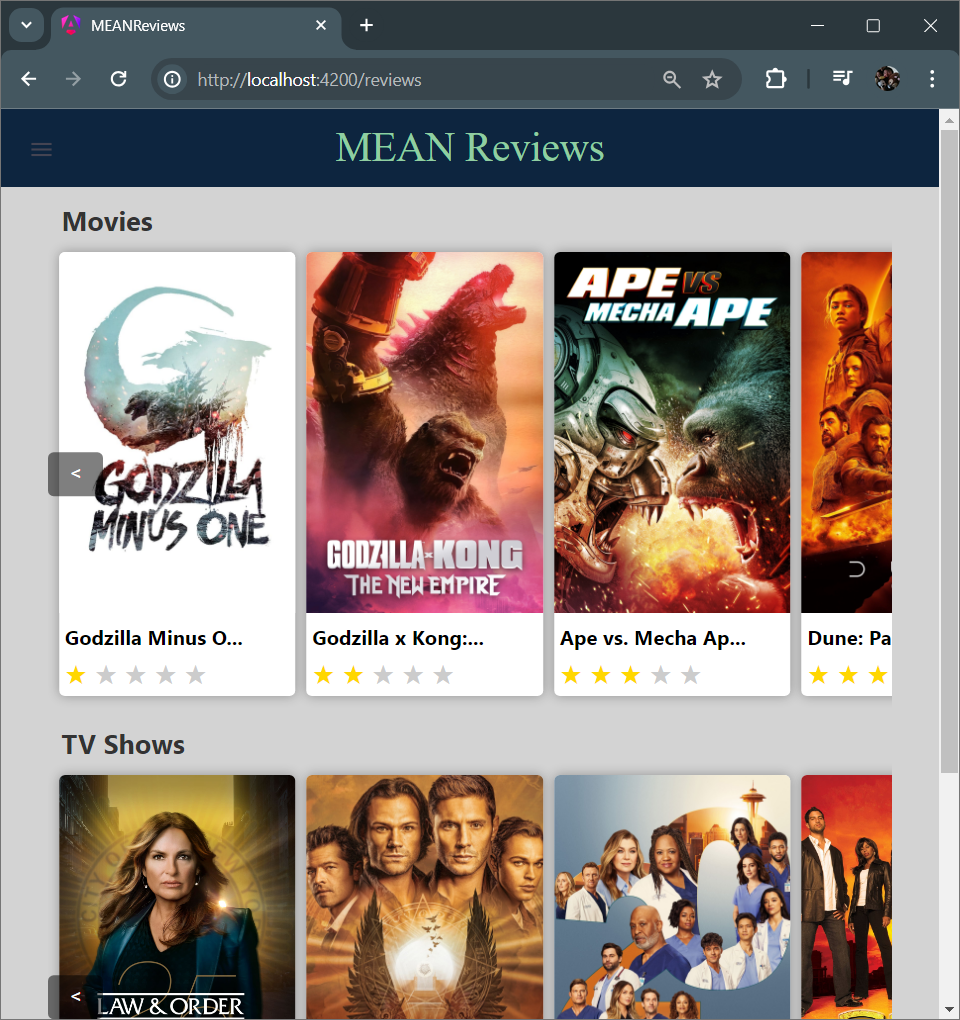 MEANReviews
http://localhost:4200/reviews
MEAN Reviews
Movies
GODZILLA
MINUS ONE
GODZILLA x KONG
THE NEW EMPIRE
APE VS
MECHA APE
<
Godzilla Minus O...
Godzilla x Kong:...
Ape vs. Mecha Ap...
Dune: Pa
TV Shows
25
LAW & ORDER
<